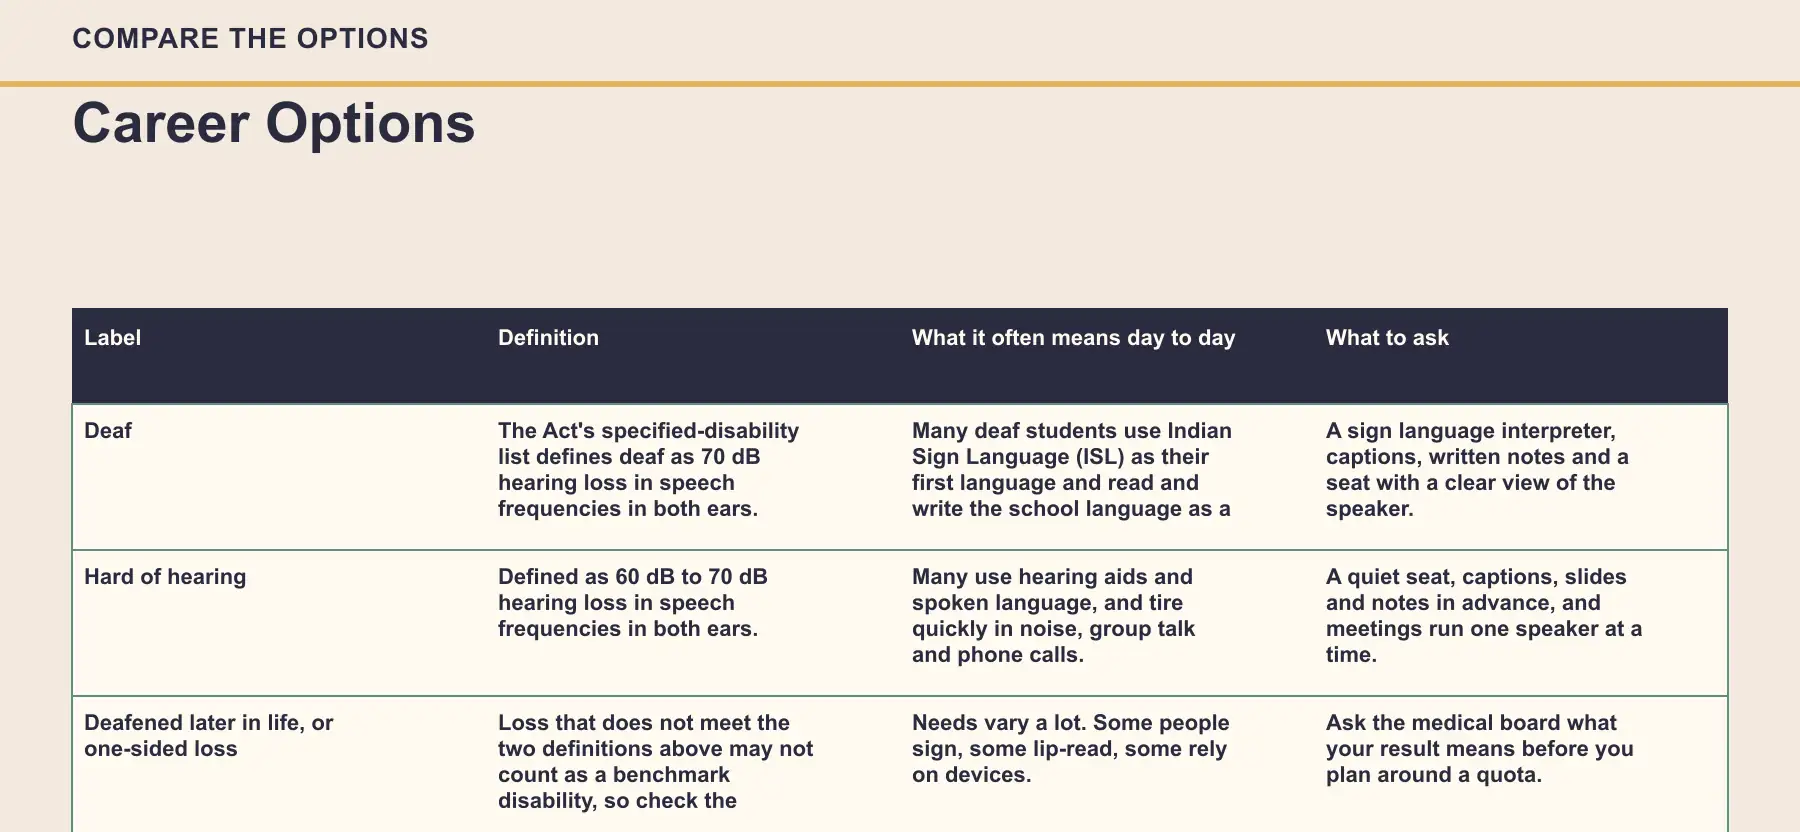 COMPARE THE OPTIONS
Career Options
Label
Definition
What it often means day to day
What to ask
Deaf
The Act's specified-disability
list defines deaf as 70 dB
hearing loss in speech
frequencies in both ears.
Many deaf students use Indian
Sign Language (ISL) as their
first language and read and
write the school language as a
A sign language interpreter,
captions, written notes and a
seat with a clear view of the
speaker.
Hard of hearing
Defined as 60 dB to 70 dB
hearing loss in speech
frequencies in both ears.
Many use hearing aids and
spoken language, and tire
quickly in noise, group talk
and phone calls.
A quiet seat, captions, slides
and notes in advance, and
meetings run one speaker at a
time.
Deafened later in life, or
one-sided loss
Loss that does not meet the
two definitions above may not
count as a benchmark
disability, so check the
Needs vary a lot. Some people
sign, some lip-read, some rely
on devices.
Ask the medical board what
your result means before you
plan around a quota.